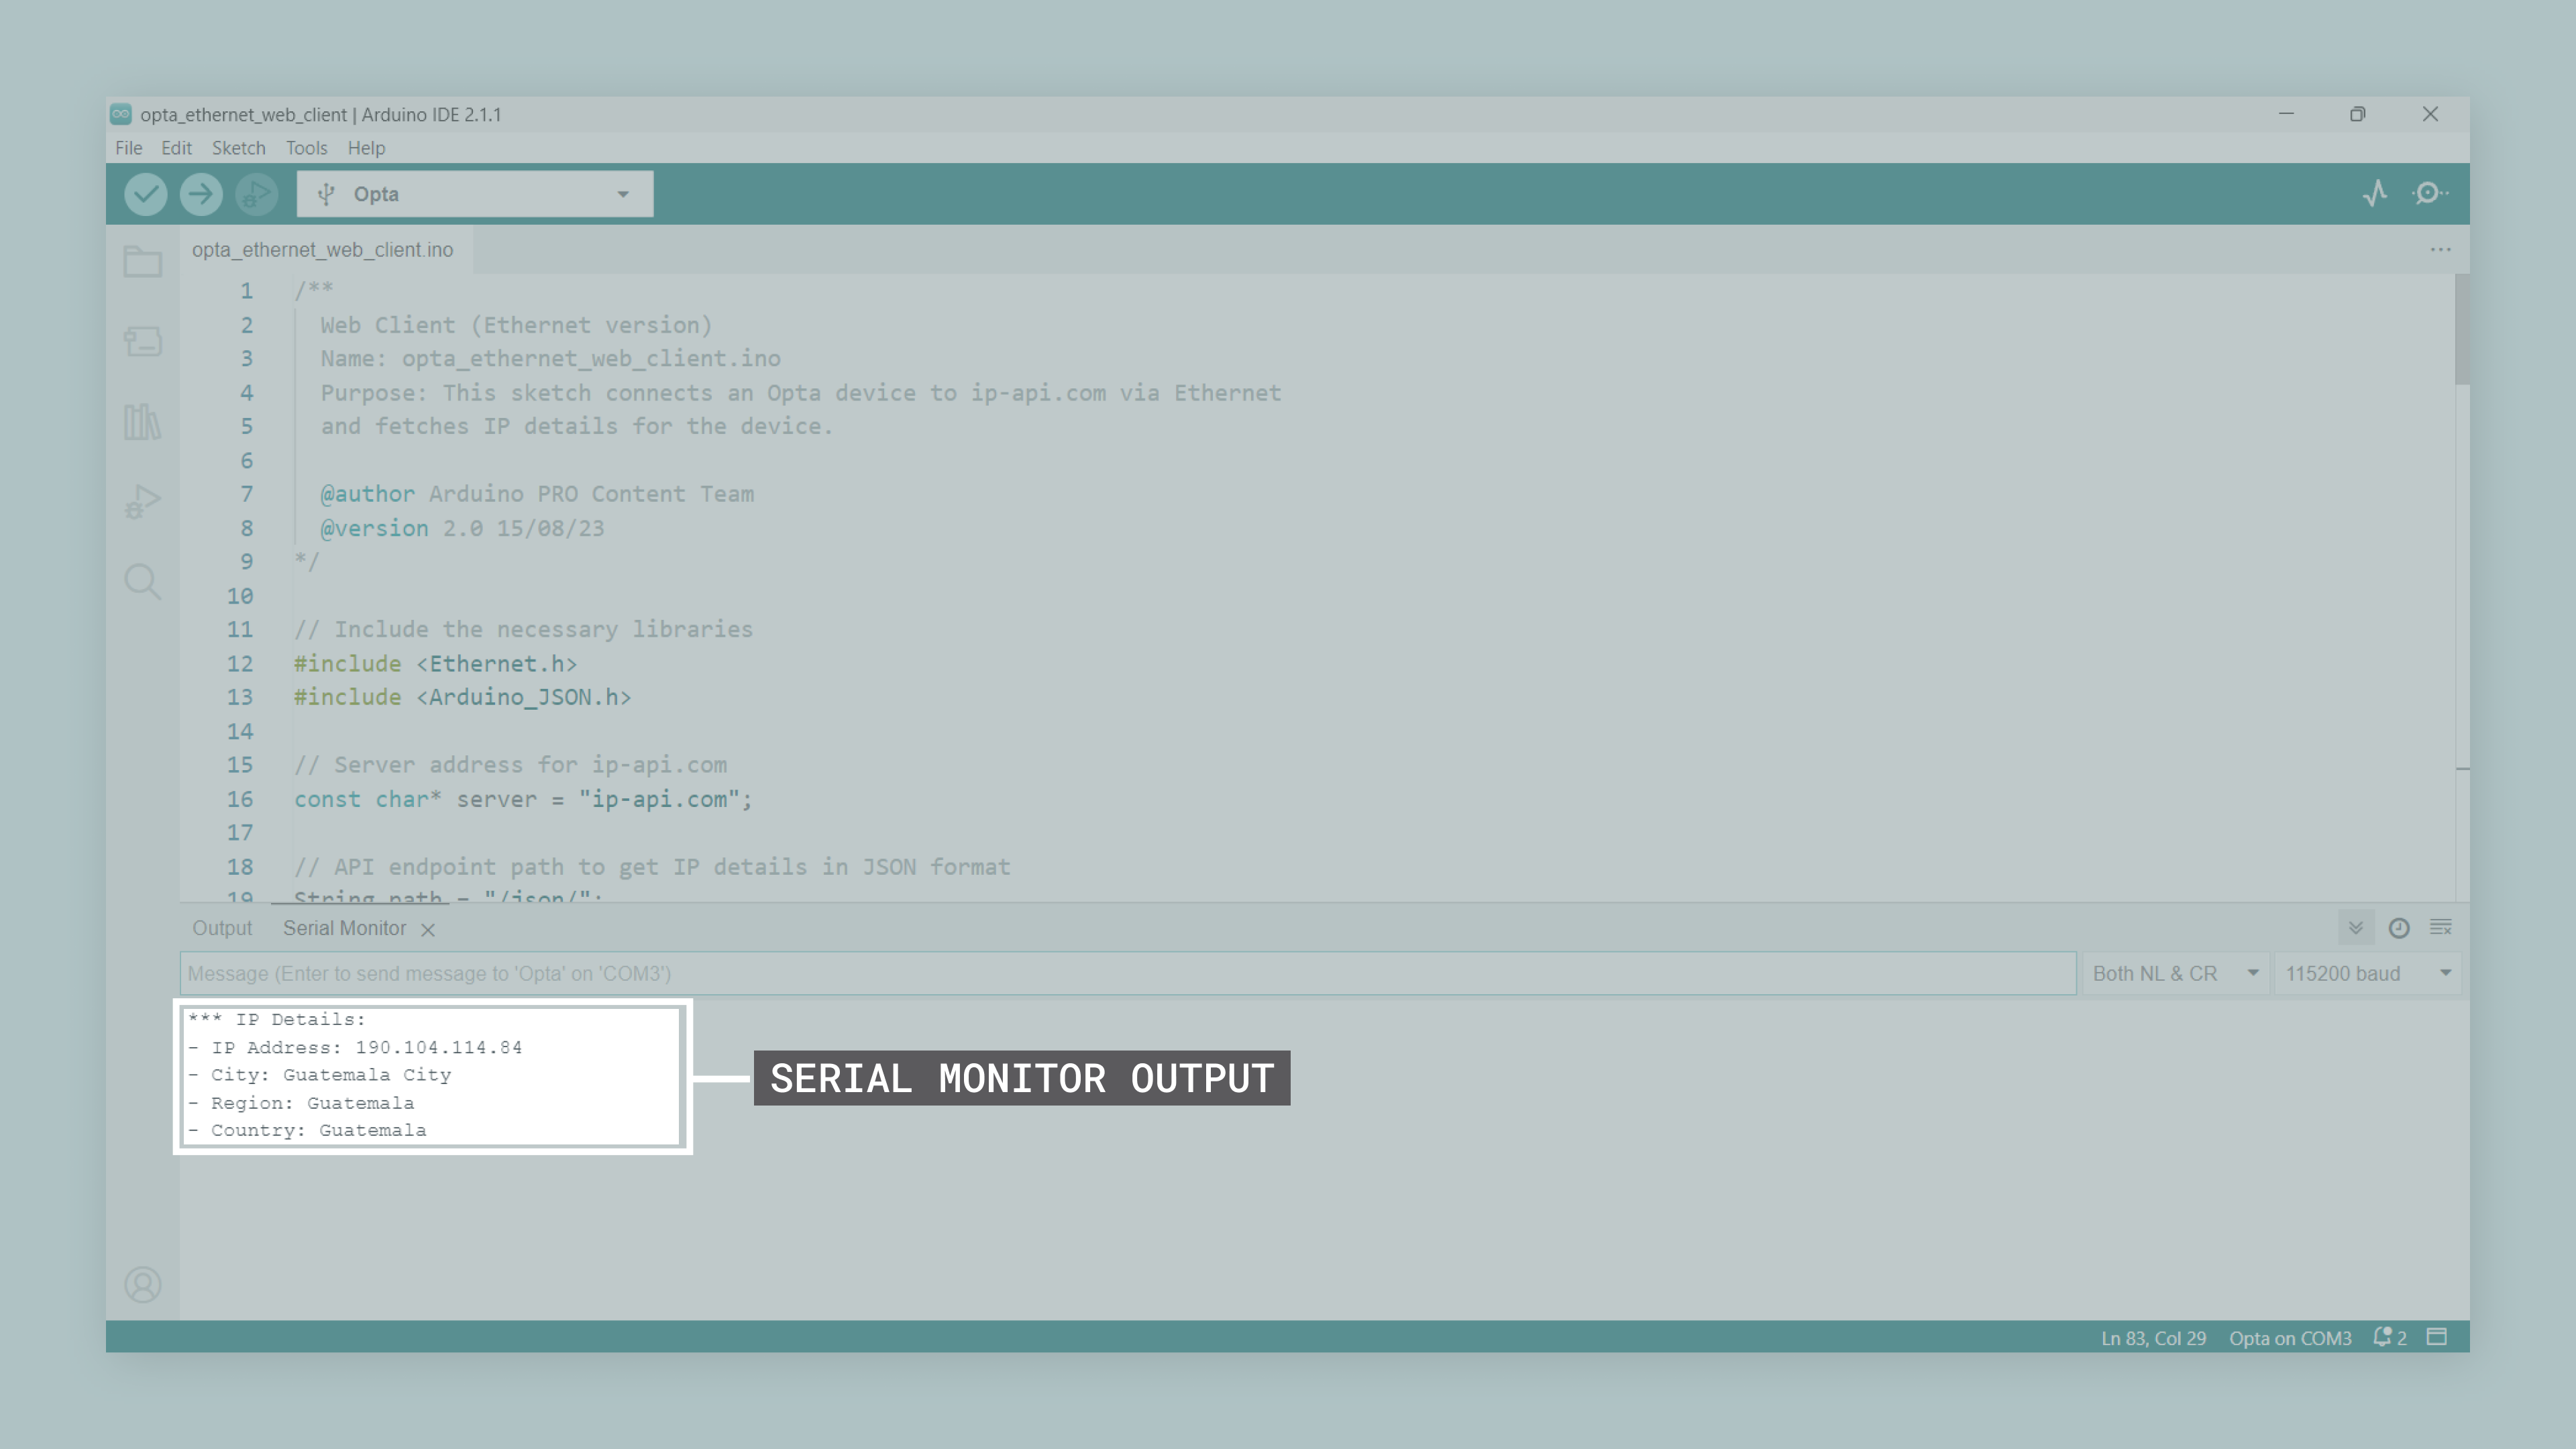 opta_ethernet_web_client | Arduino IDE 2.1.1
File Edit Sketch Tools Help
Opta
opta_ethernet_web_client.ino
1 /**
2 Web Client (Ethernet version)
3 Name: opta_ethernet_web_client.ino
4 Purpose: This sketch connects an Opta device to ip-api.com via Ethernet
5 and fetches IP details for the device.
6
7 @author Arduino PRO Content Team
8 @version 2.0 15/08/23
9 */
10
11 // Include the necessary libraries
12 #include <Ethernet.h>
13 #include <Arduino_JSON.h>
14
15 // Server address for ip-api.com
16 const char* server = "ip-api.com";
17
18 // API endpoint path to get IP details in JSON format
19 String path = "/json/";
Output Serial Monitor
Message (Enter to send message to 'Opta' on 'COM3') Both NL & CR 115200 baud
*** IP Details:
- IP Address: 190.104.114.84
- City: Guatemala City
- Region: Guatemala
- Country: Guatemala
SERIAL MONITOR OUTPUT
Ln 83, Col 29 Opta on COM3 2